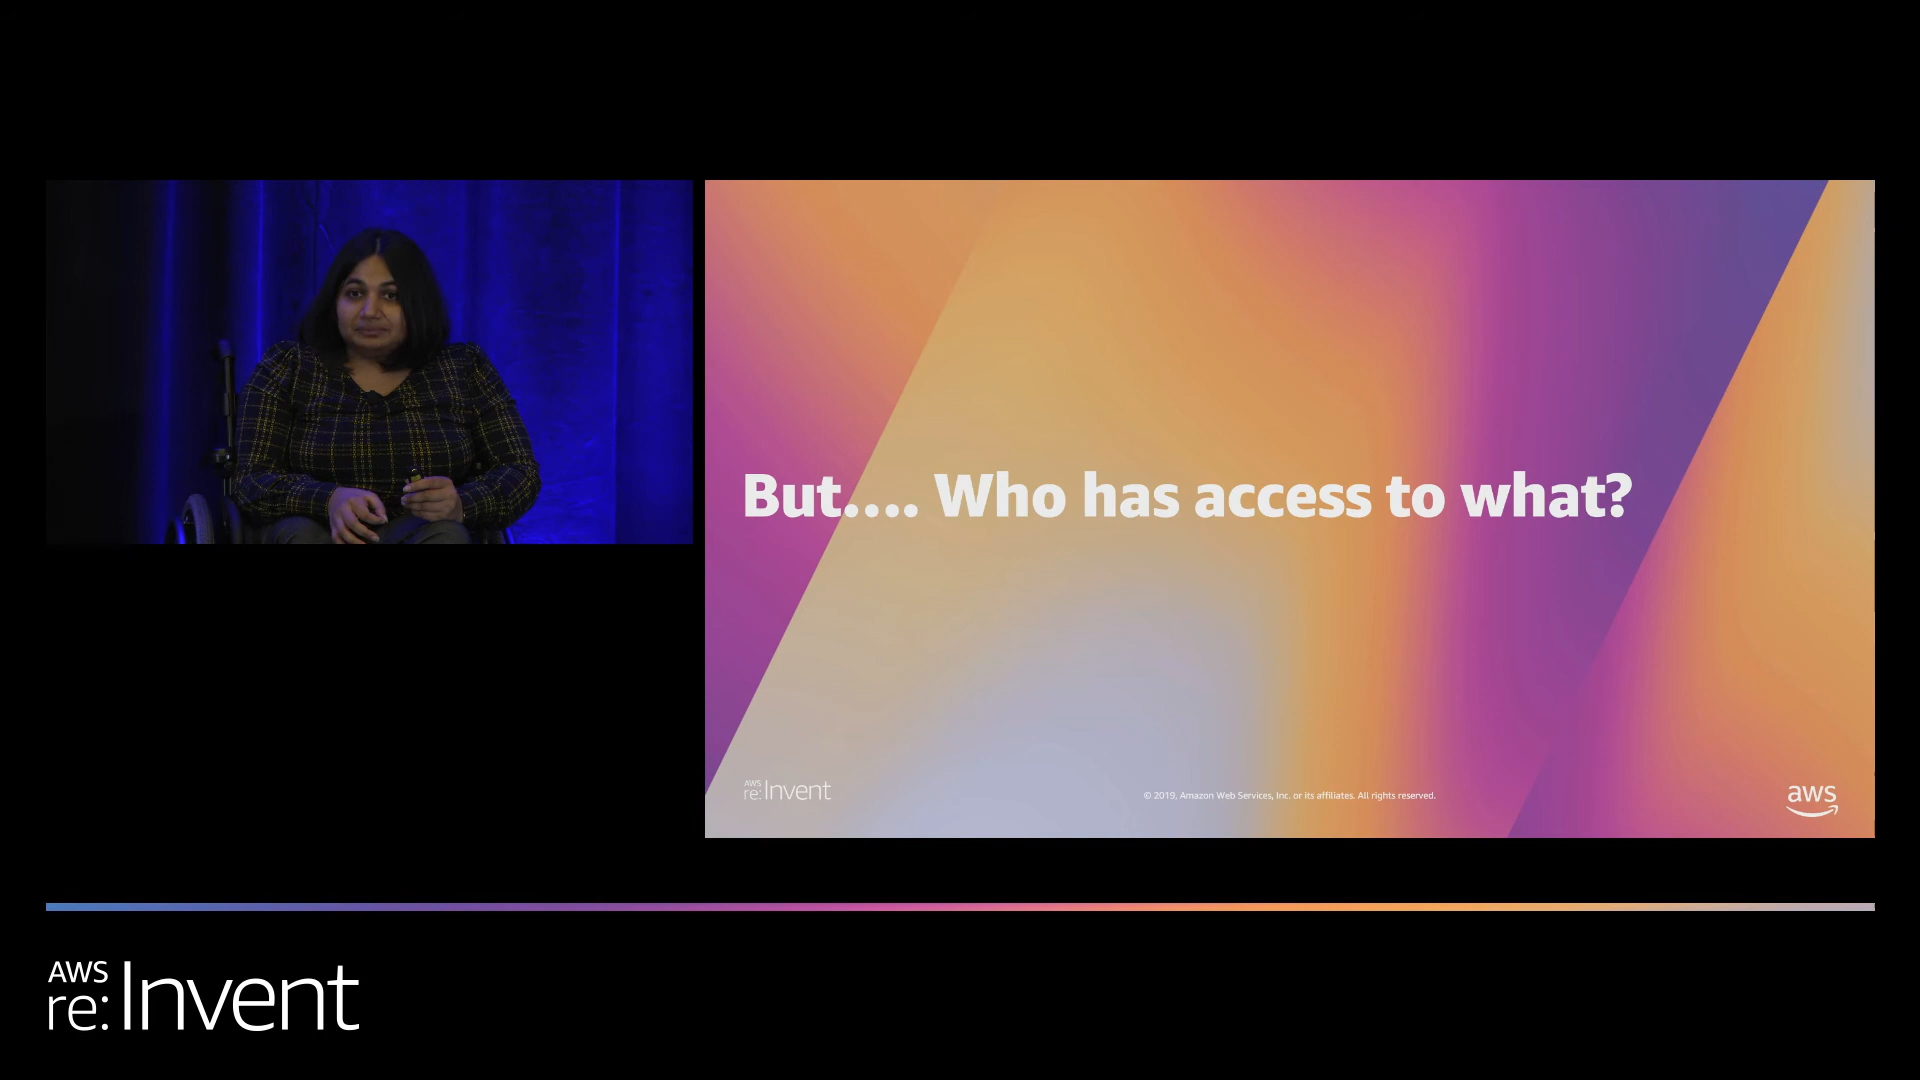 But.... Who has access to what?
AWS
re:Invent
© 2019, Amazon Web Services, Inc. or its affiliates. All rights reserved.
aws
AWS
re:Invent